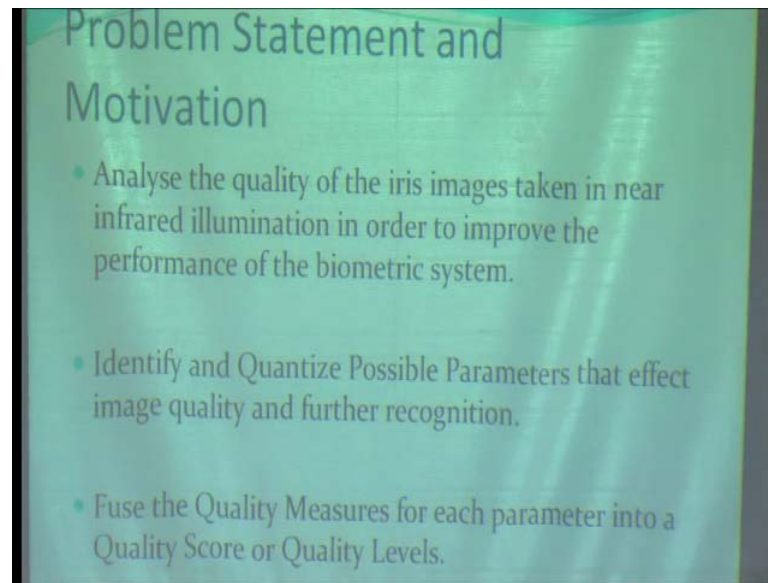 Problem Statement and
Motivation
• Analyse the quality of the iris images taken in near
infrared illumination in order to improve the
performance of the biometric system.
• Identify and Quantize Possible Parameters that effect
image quality and further recognition.
• Fuse the Quality Measures for each parameter into a
Quality Score or Quality Levels.